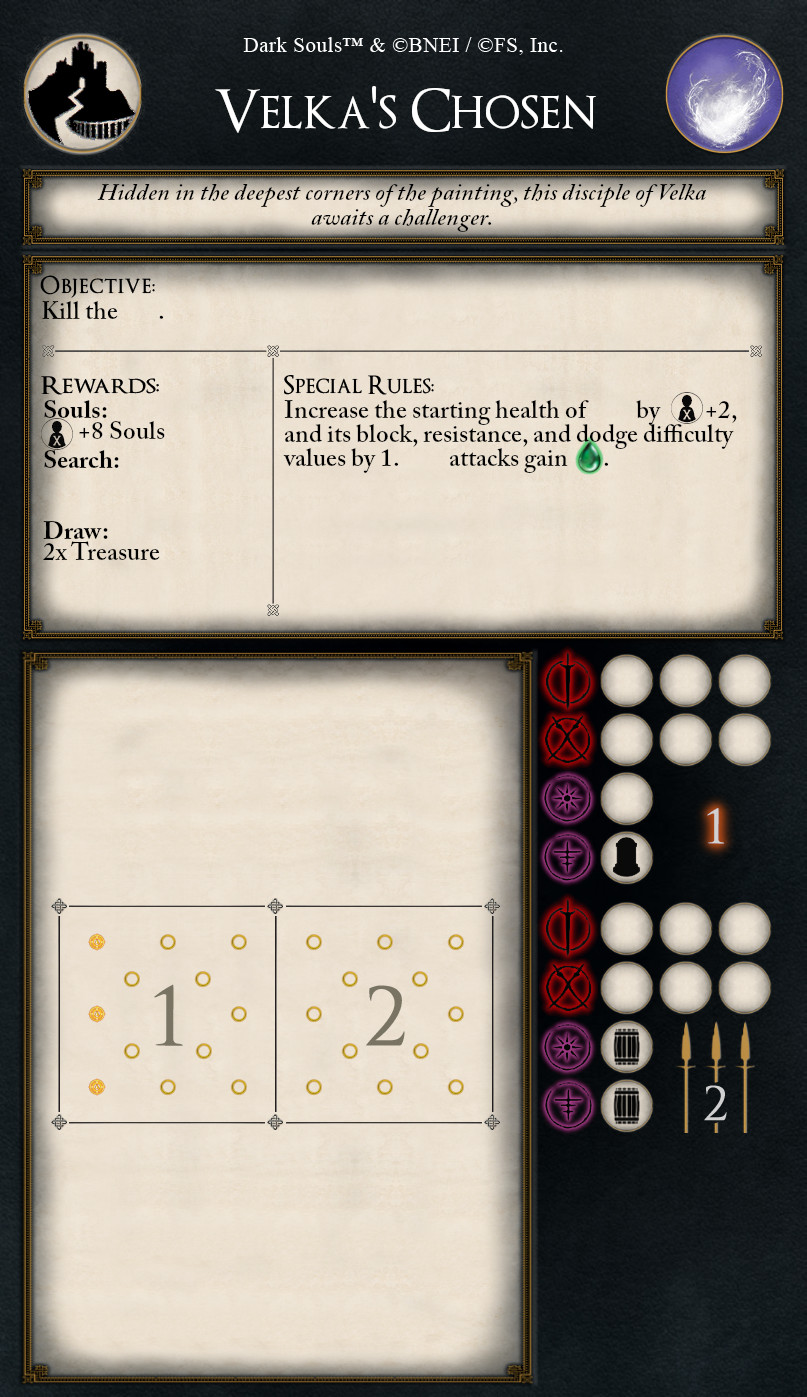 Dark Souls™ & ©BNEI / ©FS, Inc.
Velka's Chosen
Hidden in the deepest corners of the painting, this disciple of Velka
awaits a challenger.
Objective:
Kill the .
Rewards:
Souls:
X +8 Souls
Search:
Draw:
2x Treasure
Special Rules:
Increase the starting health of by X +2,
and its block, resistance, and dodge difficulty
values by 1. attacks gain .
1
2
1
2